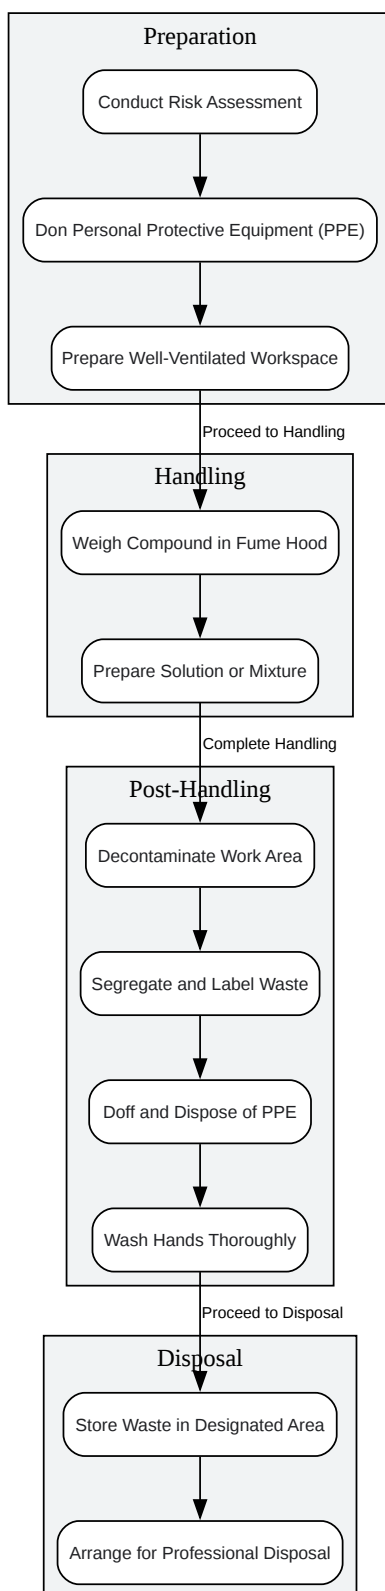 Preparation
Conduct Risk Assessment
Don Personal Protective Equipment (PPE)
Prepare Well-Ventilated Workspace
Proceed to Handling
Handling
Weigh Compound in Fume Hood
Prepare Solution or Mixture
Complete Handling
Post-Handling
Decontaminate Work Area
Segregate and Label Waste
Doff and Dispose of PPE
Wash Hands Thoroughly
Proceed to Disposal
Disposal
Store Waste in Designated Area
Arrange for Professional Disposal